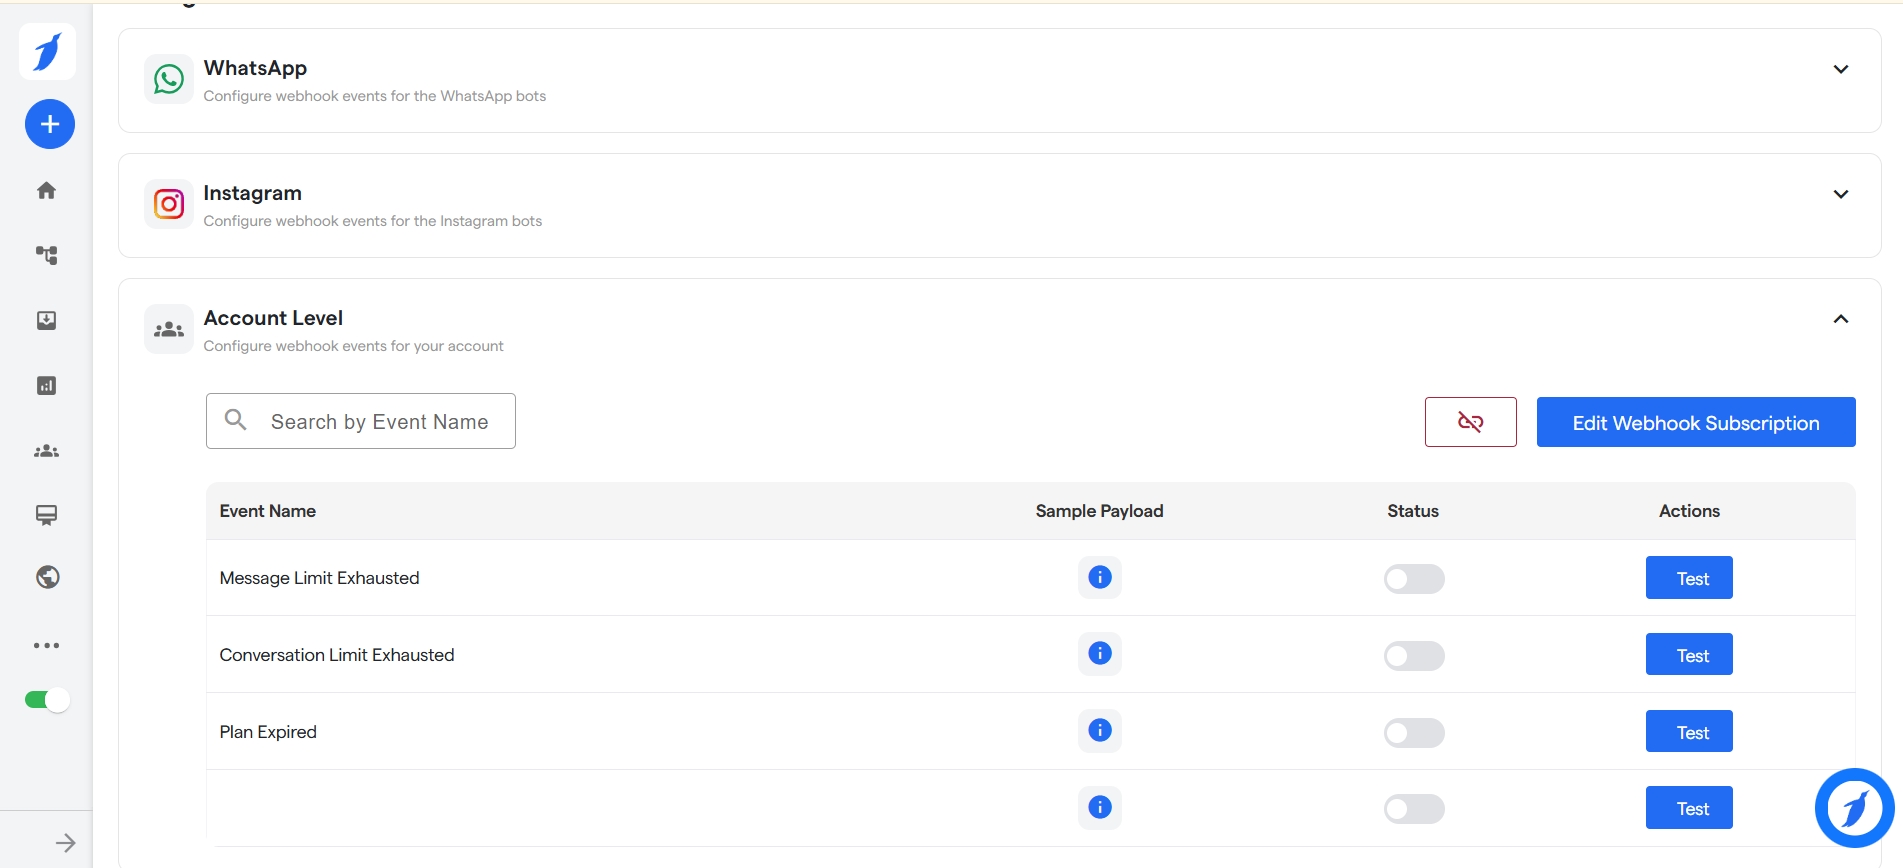 WhatsApp
Configure webhook events for the WhatsApp bots
Instagram
Configure webhook events for the Instagram bots
Account Level
Configure webhook events for your account
Search by Event Name
Edit Webhook Subscription
Event Name Sample Payload Status Actions
Message Limit Exhausted Test
Conversation Limit Exhausted Test
Plan Expired Test
Test